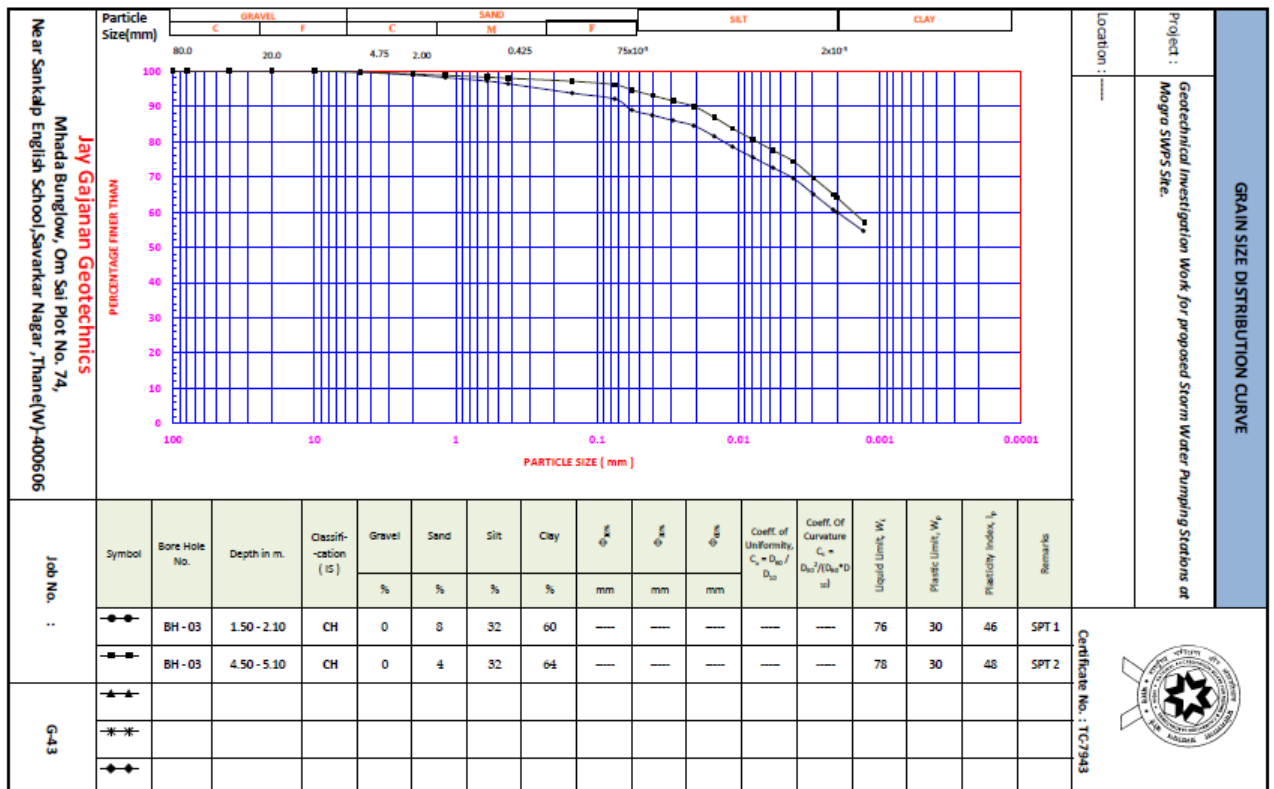 GRAIN SIZE DISTRIBUTION CURVE
Project :
Geotechnical Investigation Work for proposed Storm Water Pumping Stations at
Mogra SWPS Site.
Location : -----
Particle
Size(mm)
GRAVEL SAND SILT CLAY
C F C M F
80.0 20.0 4.75 2.00 0.425 75x10⁻³ 2x10⁻³
PERCENTAGE FINER THAN
100
90
80
70
60
50
40
30
20
10
0
100 10 1 0.1 0.01 0.001 0.0001
PARTICLE SIZE ( mm )
Jay Gajanan Geotechnics
Mhada Bunglow, Om Sai Plot No. 74,
Near Sankalp English School,Savarkar Nagar ,Thane(W)-400606
Symbol
Bore Hole
No.
Depth in m.
Classifi-
-cation
( IS )
Gravel
Sand
Silt
Clay
Coeff. of
Uniformity,
Cᵤ = D₆₀ /
D₁₀
Coeff. Of
Curvature
Liquid Limit, W
Plastic Limit, W
Plasticity Index, I
Remarks
% % % % mm mm mm
BH - 03 1.50 - 2.10 CH 0 8 32 60 ----- ----- ----- ----- ----- 76 30 46 SPT 1
BH - 03 4.50 - 5.10 CH 0 4 32 64 ----- ----- ----- ----- ----- 78 30 48 SPT 2
Job No. :
G-43
Certificate No. : TC-7943